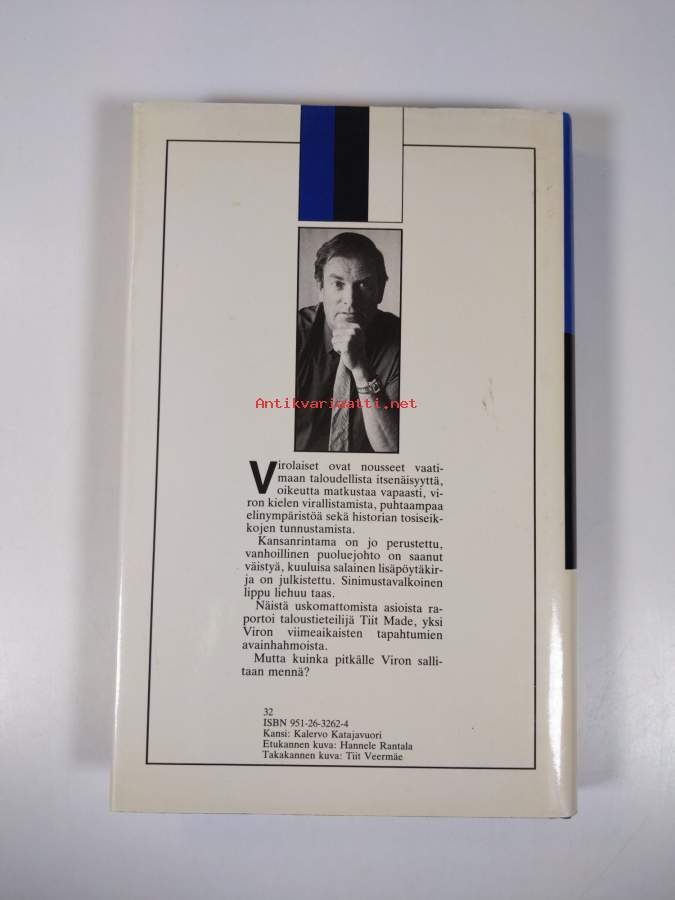 Antikvariaatti.net
Virolaiset ovat nousseet vaati-
maan taloudellista itsenäisyyttä,
oikeutta matkustaa vapaasti, vi-
ron kielen virallistamista, puhtaampaa
elinympäristöä sekä historian tosiseik-
kojen tunnustamista.
Kansanrintama on jo perustettu,
vanhoillinen puoluejohto on saanut
väistyä, kuuluisa salainen lisäpöytäkir-
ja on julkistettu. Sinimustavalkoinen
lippu liehuu taas.
Näistä uskomattomista asioista ra-
portoi taloustieteilijä Tiit Made, yksi
Viron viimeaikaisten tapahtumien
avainhahmoista.
Mutta kuinka pitkälle Viron salli-
taan mennä?
32
ISBN 951-26-3262-4
Kansi: Kalervo Katajavuori
Etukannen kuva: Hannele Rantala
Takakannen kuva: Tiit Veermäe